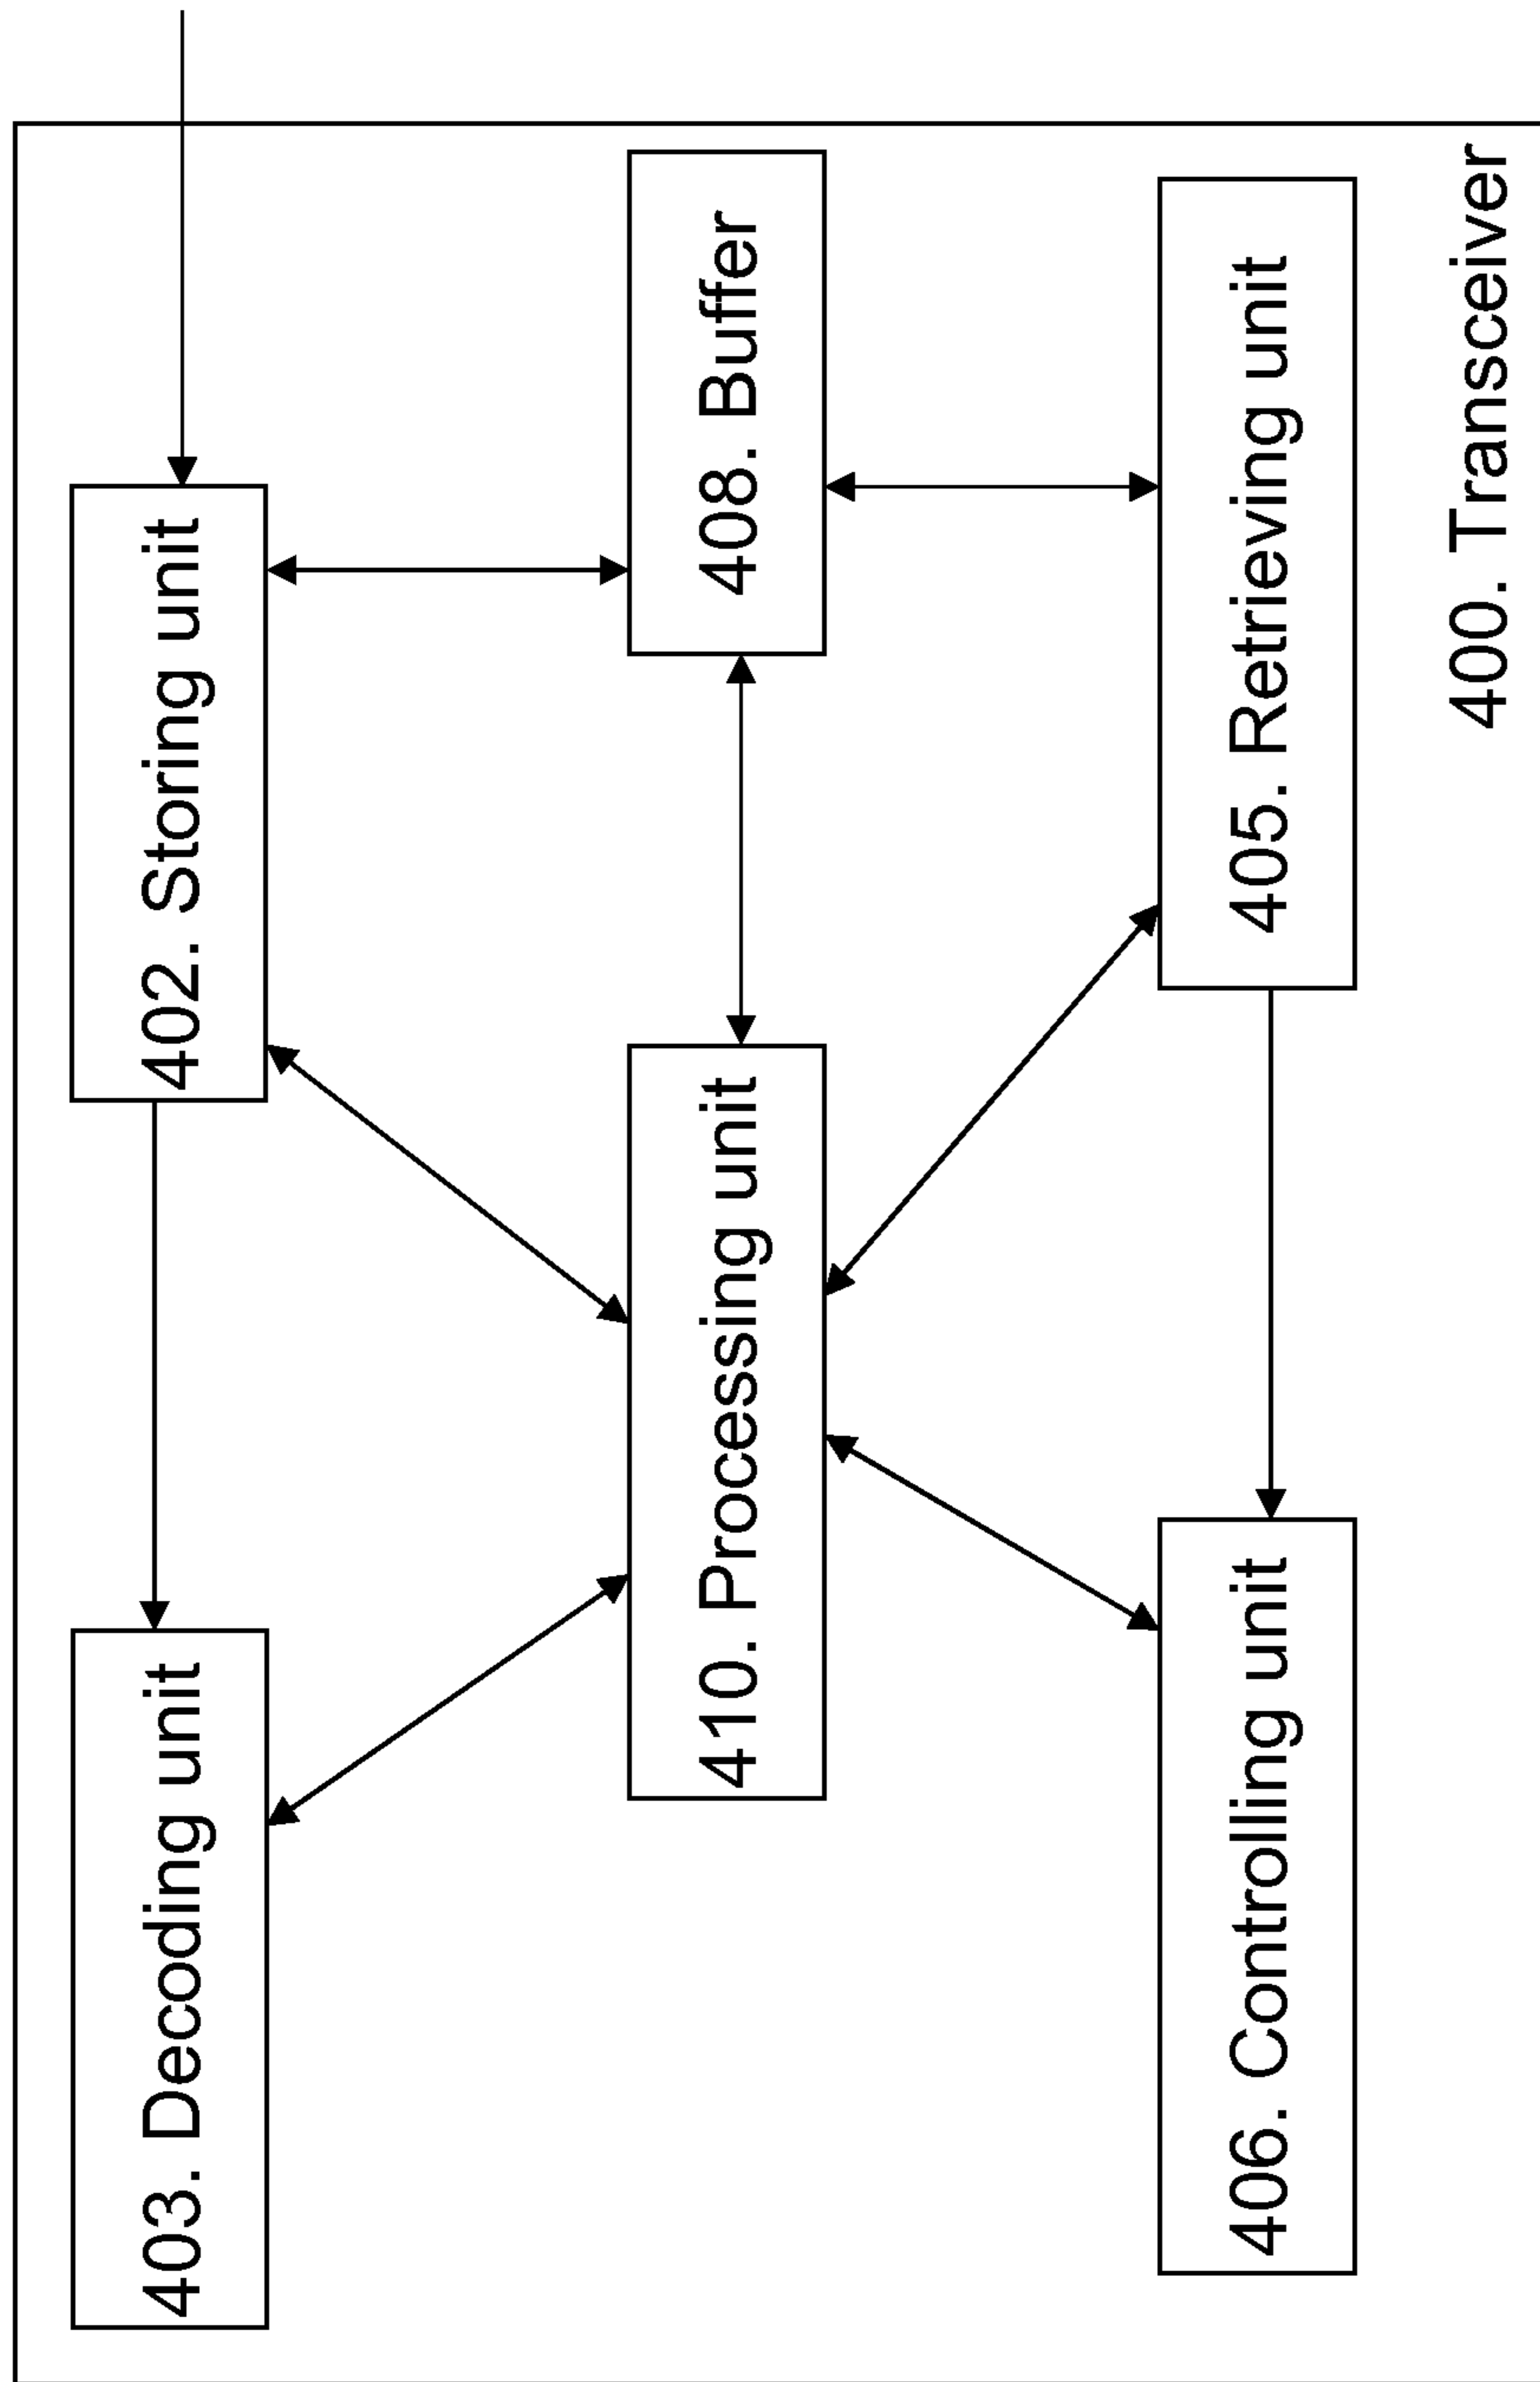 403. Decoding unit
402. Storing unit
410. Processing unit
408. Buffer
406. Controlling unit
405. Retrieving unit
400. Transceiver